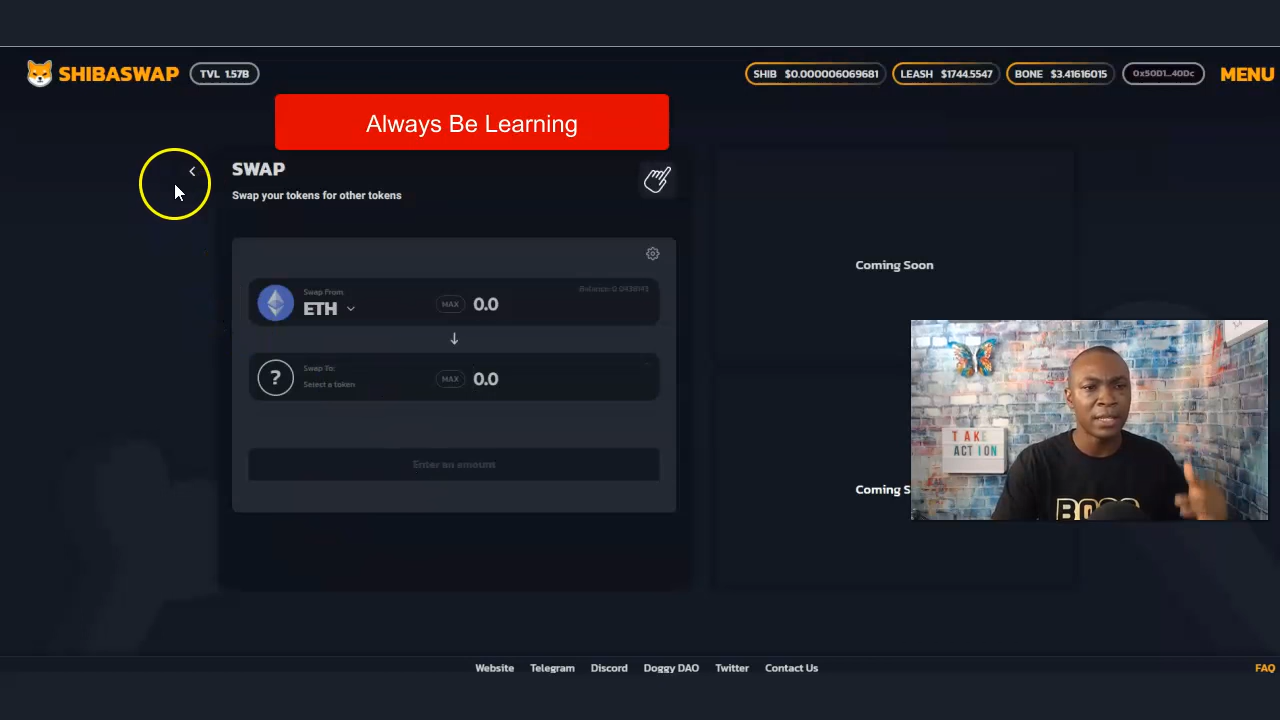 SHIBASWAP
TVL 1.57B
SHIB $0.000006069681
LEASH $1744.5547
BONE $3.41616015
0x50D1...40Dc
MENU
Always Be Learning
SWAP
Swap your tokens for other tokens
Swap From:
ETH
MAX
0.0
Swap To:
Select a token
?
MAX
0.0
Enter an amount
Coming Soon
Coming S
TAKE
ACTION
BOSS
Website
Telegram
Discord
Doggy DAO
Twitter
Contact Us
FAQ